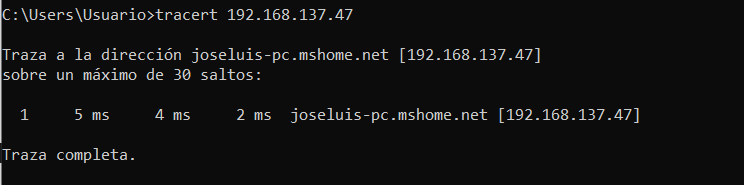 C:\Users\Usuario>tracert 192.168.137.47
Traza a la dirección joseluis-pc.mshome.net [192.168.137.47]
sobre un máximo de 30 saltos:
1 5 ms 4 ms 2 ms joseluis-pc.mshome.net [192.168.137.47]
Traza completa.